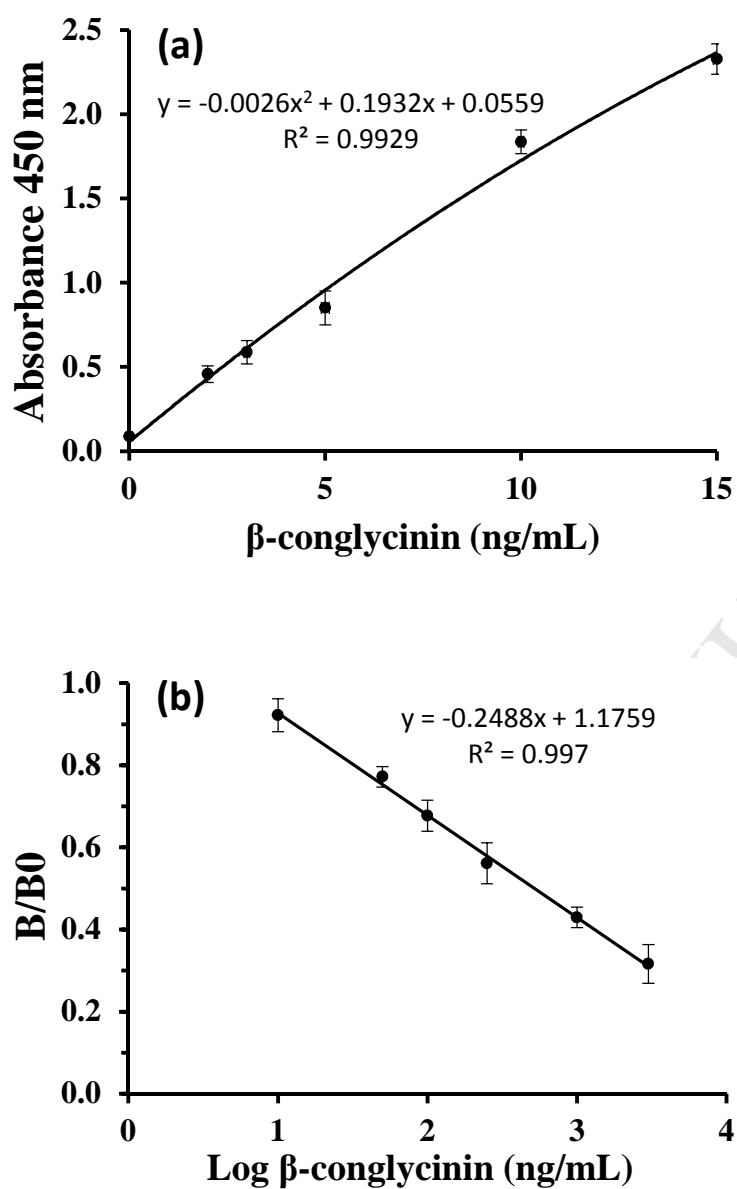 (a)
y = -0.0026x² + 0.1932x + 0.0559
R² = 0.9929
Absorbance 450 nm
2.5
2.0
1.5
1.0
0.5
0.0
0 5 10 15
β-conglycinin (ng/mL)
(b)
y = -0.2488x + 1.1759
R² = 0.997
B/B0
1.0
0.8
0.6
0.4
0.2
0.0
0 1 2 3 4
Log β-conglycinin (ng/mL)